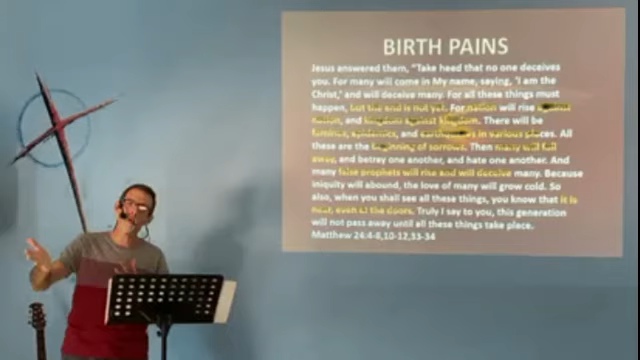 BIRTH PAINS
Jesus answered them, "Take heed that no one deceives
you. For many will come in My name, saying, 'I am the
Christ,' and will deceive many. For all these things must
happen, but the end is not yet. For nation will rise against
nation, and kingdom against kingdom. There will be
famines, epidemics, and earthquakes in various places. All
these are the beginning of sorrows. Then many will fall
away, and betray one another, and hate one another. And
many false prophets will rise and will deceive many. Because
iniquity will abound, the love of many will grow cold. So
also, when you shall see all these things, you know that it is
near, even at the doors. Truly I say to you, this generation
will not pass away until all these things take place.
Matthew 24:4-8,10-12,33-34